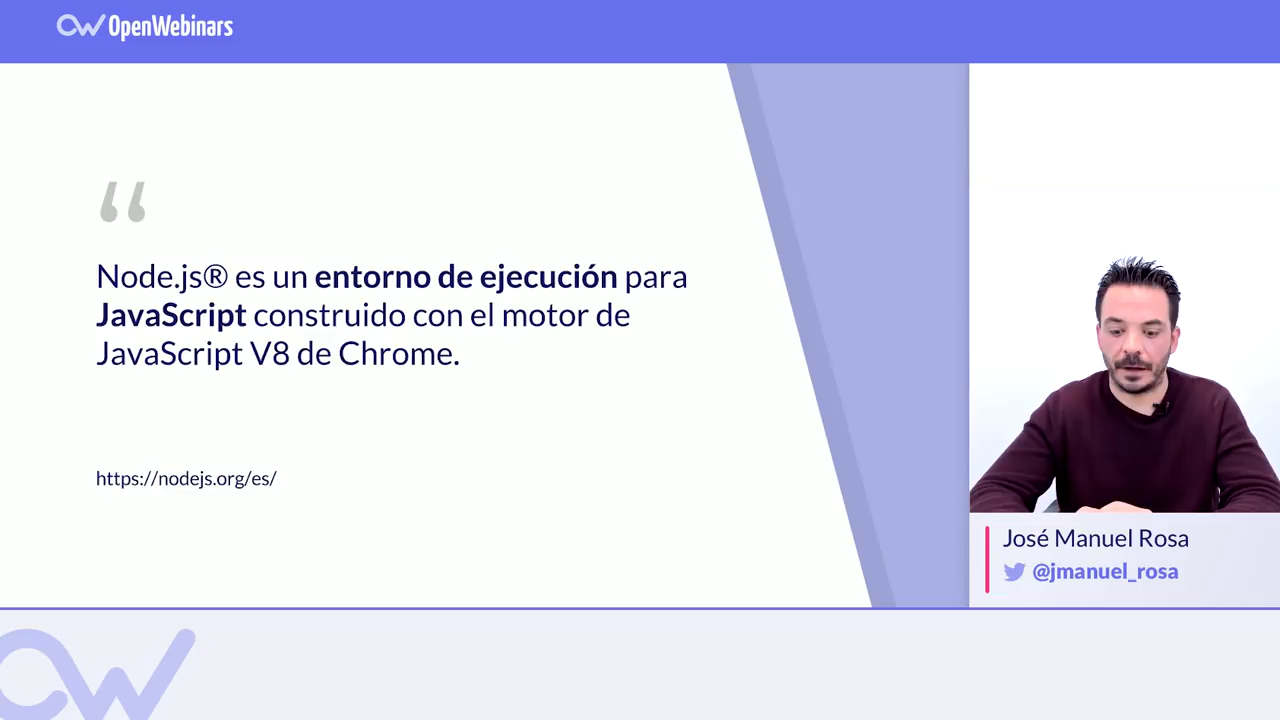 OpenWebinars
“
Node.js® es un entorno de ejecución para
JavaScript construido con el motor de
JavaScript V8 de Chrome.
https://nodejs.org/es/
José Manuel Rosa
@jmanuel_rosa